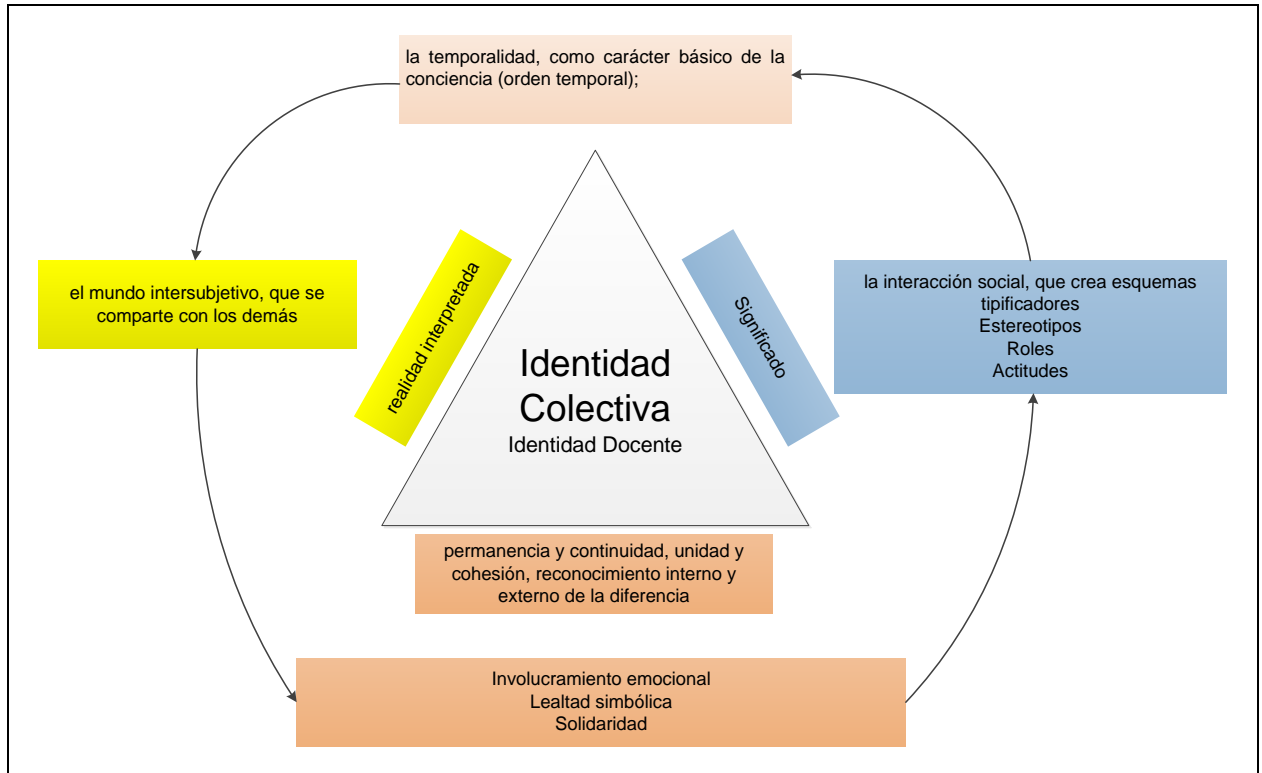 la temporalidad, como carácter básico de la
conciencia (orden temporal);
realidad interpretada
Significado
el mundo intersubjetivo, que se
comparte con los demás
la interacción social, que crea esquemas
tipificadores
Estereotipos
Roles
Actitudes
Identidad
Colectiva
Identidad Docente
permanencia y continuidad, unidad y
cohesión, reconocimiento interno y
externo de la diferencia
Involucramiento emocional
Lealtad simbólica
Solidaridad